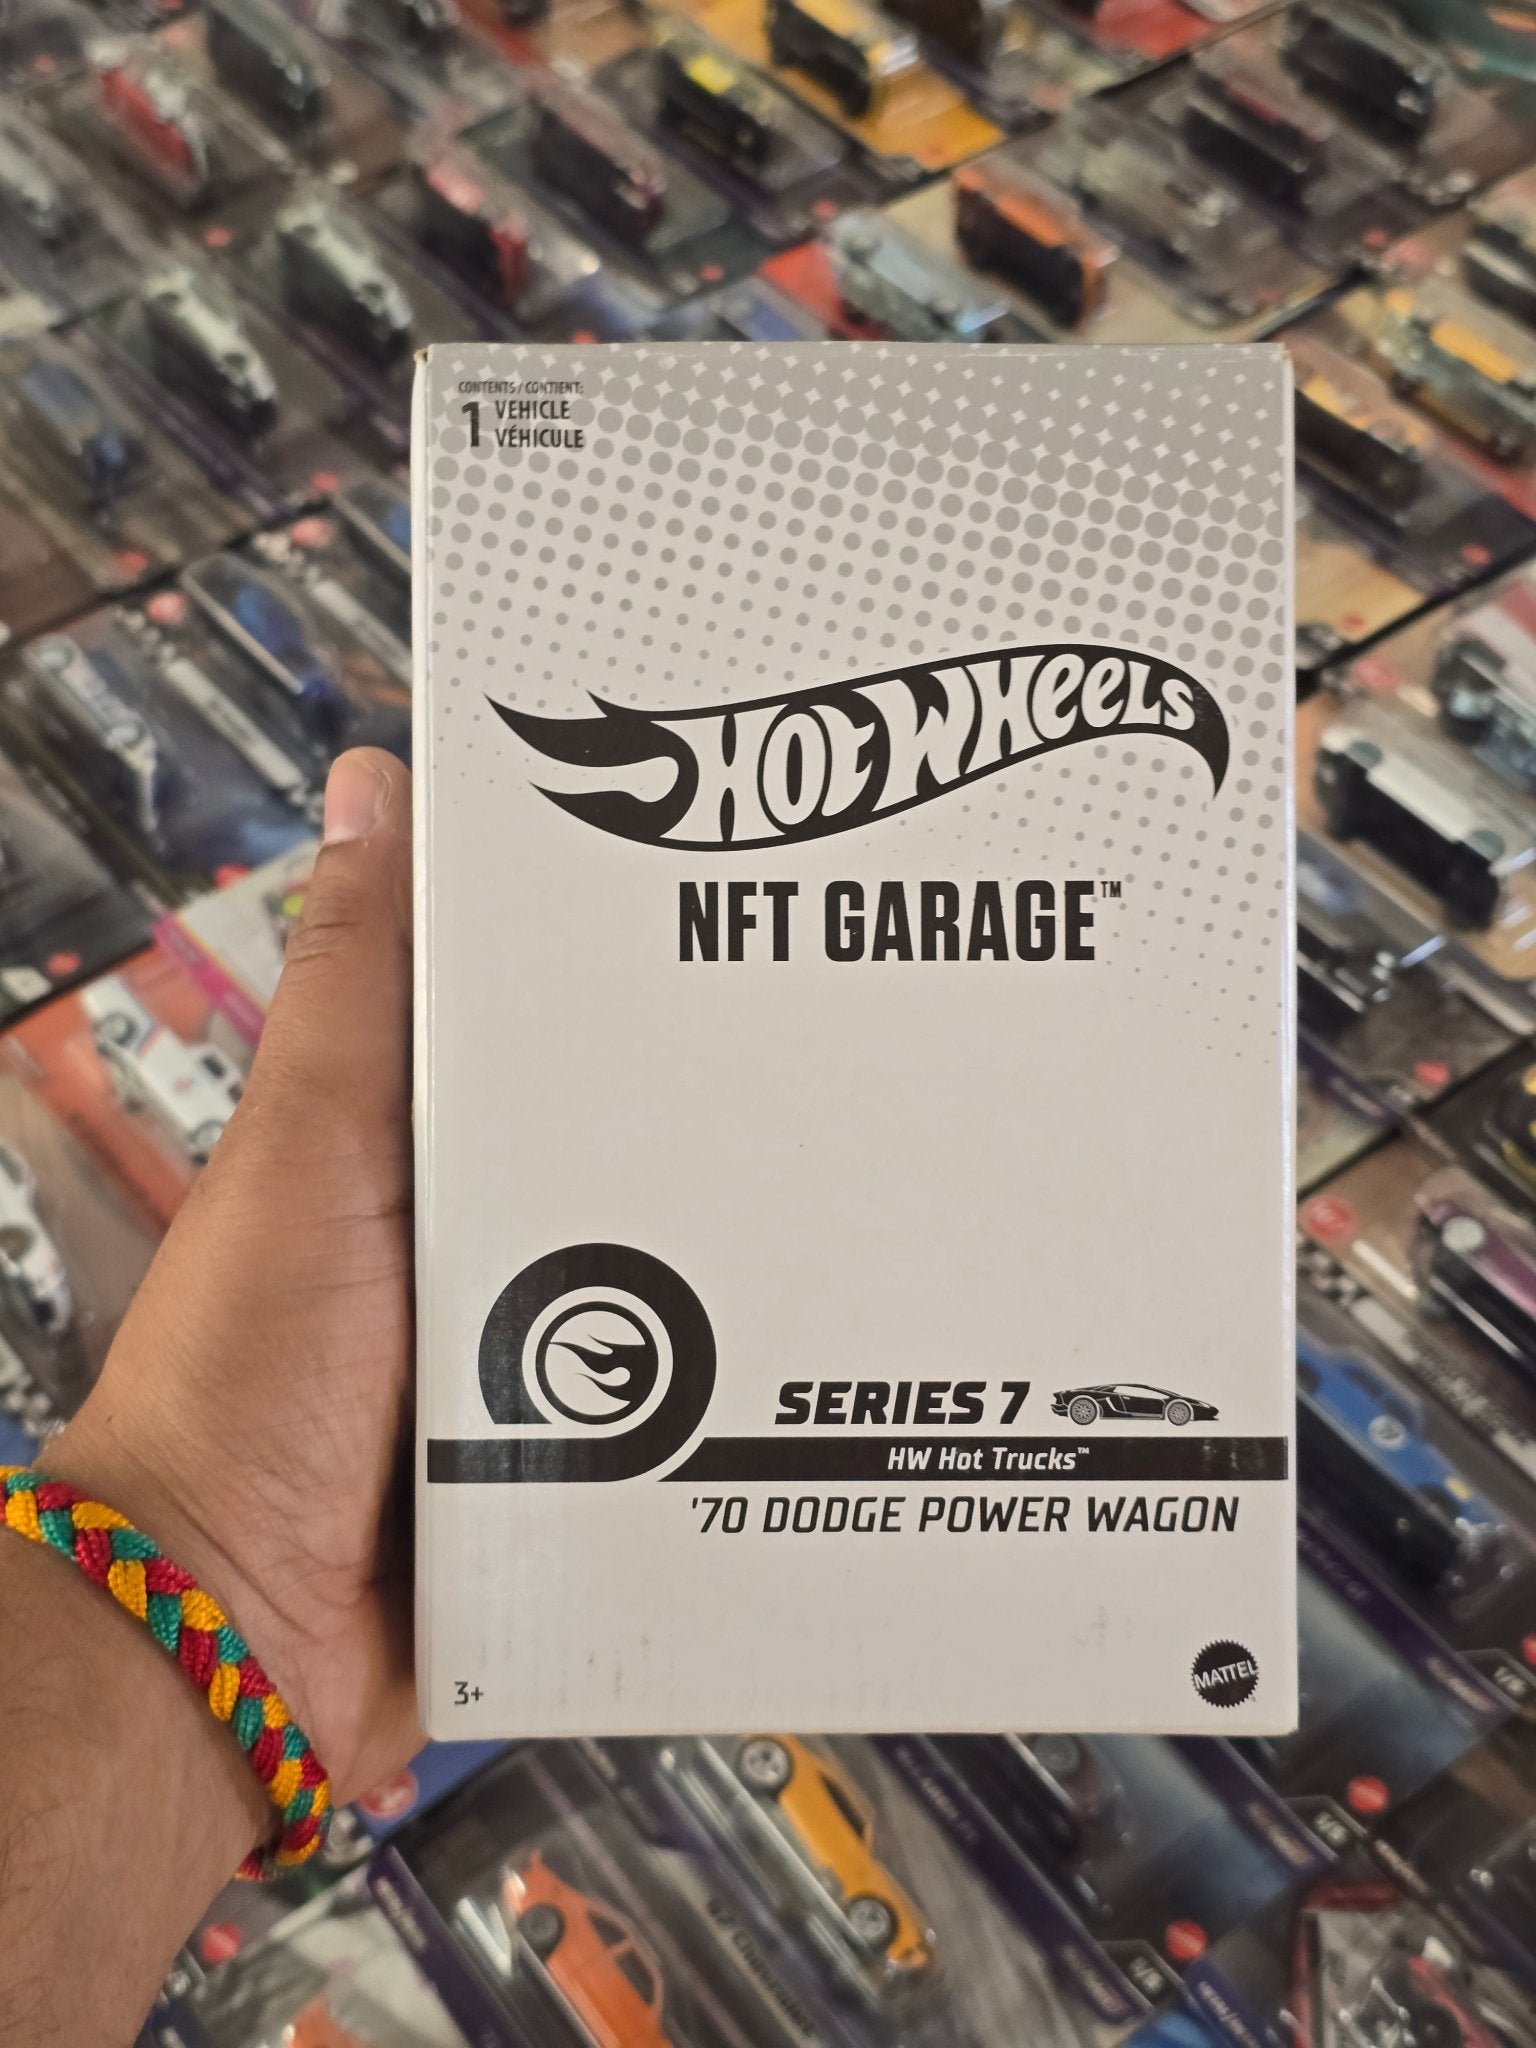 CONTENTS / CONTIENT:
1 VEHICLE
VÉHICULE
HOT WHEELS
NFT GARAGE™
SERIES 7
HW Hot Trucks™
'70 DODGE POWER WAGON
3+
MATTEL